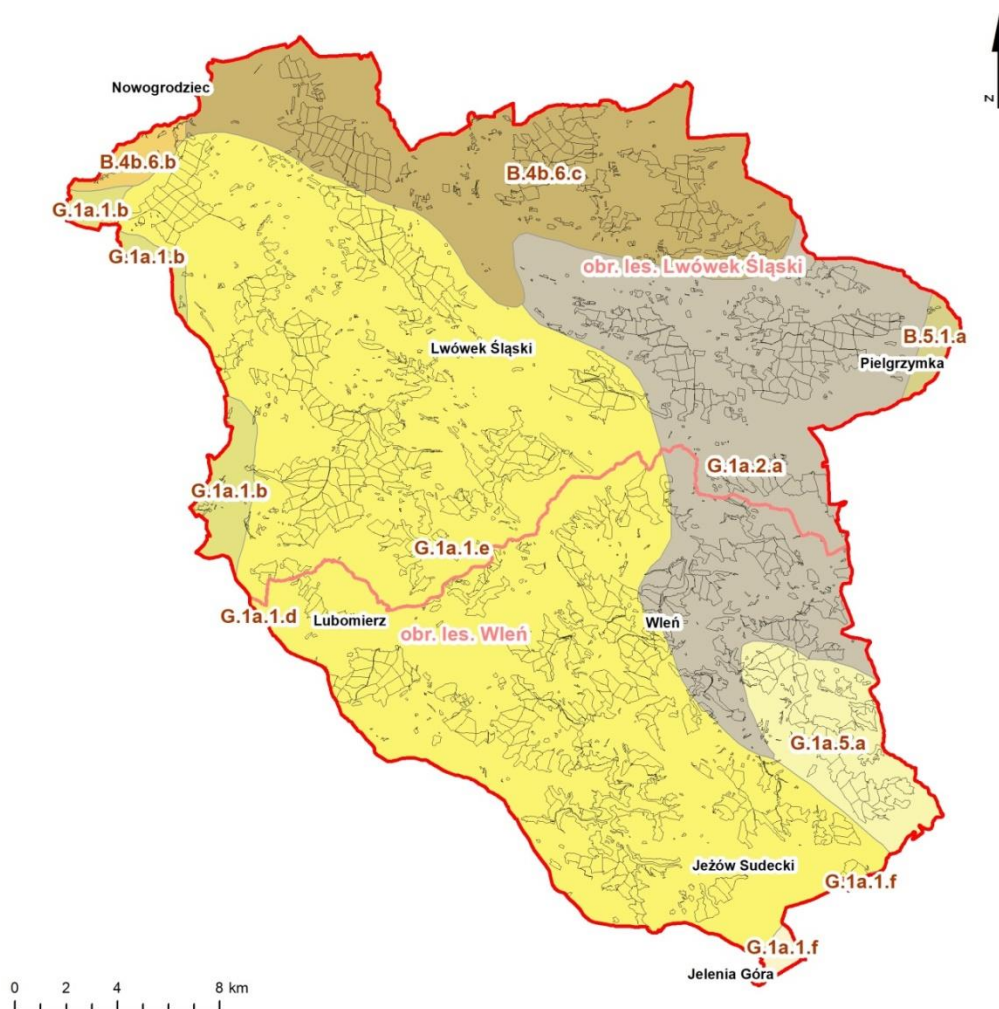 Nowogrodziec
z
B.4b.6.b
B.4b.6.c
G.1a.1.b
G.1a.1.b
obr. les. Lwówek Śląski
B.5.1.a
Lwówek Śląski
Pielgrzymka
G.1a.2.a
G.1a.1.b
G.1a.1.e
G.1a.1.d
Lubomierz
Wleń
obr. les. Wleń
G.1a.5.a
Jeżów Sudecki
G.1a.1.f
G.1a.1.f
Jelenia Góra
0 2 4 8 km